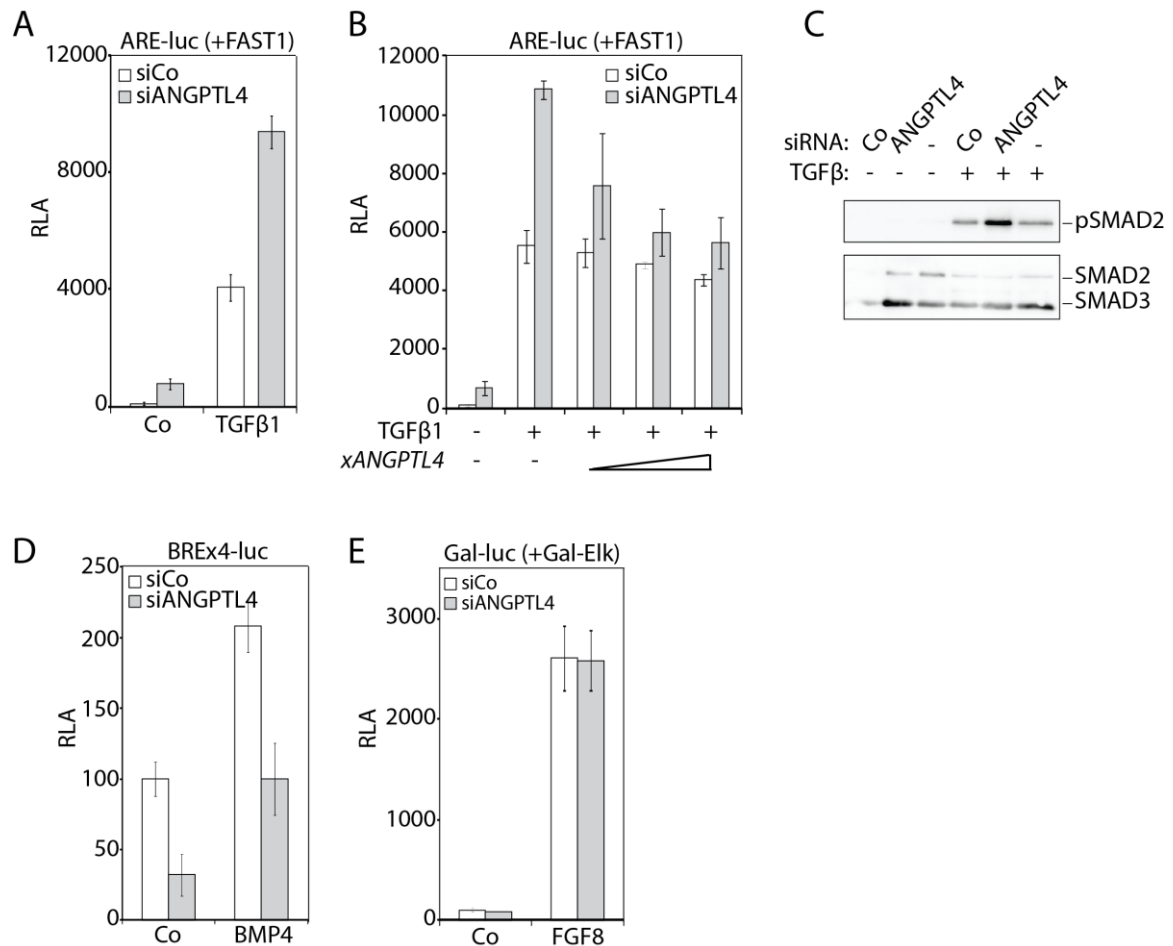 A
ARE-luc (+FAST1)
12000
siCo
siANGPTL4
8000
RLA
4000
0
Co TGFβ1
B
ARE-luc (+FAST1)
12000
siCo
siANGPTL4
10000
8000
RLA
6000
4000
2000
0
TGFβ1 - + + + +
xANGPTL4 - -
C
siRNA: Co ANGPTL4 - Co ANGPTL4 -
TGFβ: - - - + + +
pSMAD2
SMAD2
SMAD3
D
BREx4-luc
250
siCo
siANGPTL4
200
150
RLA
100
50
0
Co BMP4
E
Gal-luc (+Gal-Elk)
siCo
siANGPTL4
3000
2000
RLA
1000
0
Co FGF8